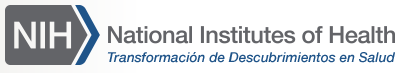 NIH National Institutes of Health
Transformación de Descubrimientos en Salud